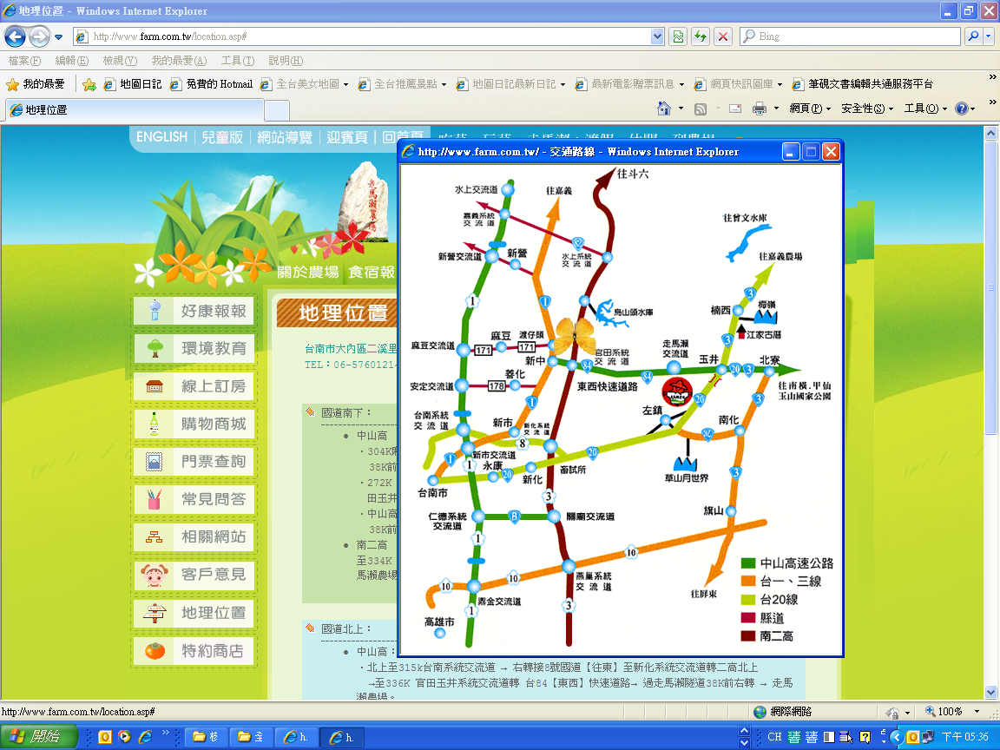 地理位置 - Windows Internet Explorer
http://www.farm.com.tw/location.asp#
Bing
檔案(F) 編輯(E) 檢視(V) 我的最愛(A) 工具(T) 說明(H)
我的最愛 地圖日記 免費的 Hotmail 全台美女地圖 全台推薦景點 地圖日記最新日記 最新電影贈票訊息 網頁快訊圖庫 筆硯文書編輯共通服務平台
地理位置
網頁(P) 安全性(S) 工具(O)
ENGLISH 兒童版 網站導覽 迎賓頁 回首頁
走馬瀨農場
關於農場 食宿報
好康報報
環境教育
線上訂房
購物商城
門票查詢
常見問答
相關網站
客戶意見
地理位置
特約商店
地理位置
台南市大內區二溪里
TEL：06-5760121~
國道南下：
中山高
·304K
38K前
·272K
田玉井
·中山高
38K前
南二高
至334K
馬瀨農場
國道北上：
中山高：
·北上至315k台南系統交流道 → 右轉接8號國道【往東】至新化系統交流道轉二高北上
→至336K 官田玉井系統交流道轉 台84【東西】快速道路→ 過走馬瀨隧道38K前右轉 → 走馬
瀨農場。
http://www.farm.com.tw/ - 交通路線 - Windows Internet Explorer
往斗六
水上交流道
往嘉義
嘉義系統
交流道
往曾文水庫
新營交流道
新營
水上系統
交流道
往嘉義農場
1
1
3
烏山頭水庫
楠西
梅嶺
江家古厝
3
麻豆交流道
麻豆
渡仔頭
171
171
官田系統
交流道
走馬瀨
交流道
玉井
北寮
新中
84
84
20
3
東西快速道路
往南橫.甲仙
玉山國家公園
安定交流道
善化
178
1
20
3
台南系統
交流道
新市
新化系統
交流道
左鎮
南化
8
20
1
新市交流道
永康
1
20
新化
畜試所
草山月世界
3
台南市
3
仁德系統
交流道
8
關廟交流道
旗山
1
10
燕巢系統
交流道
10
10
鼎金交流道
1
3
高雄市
往屏東
中山高速公路
台一、三線
台20線
縣道
南二高
http://www.farm.com.tw/location.asp#
網際網路
100%
開始
h.
h.
CH
下午 05:36